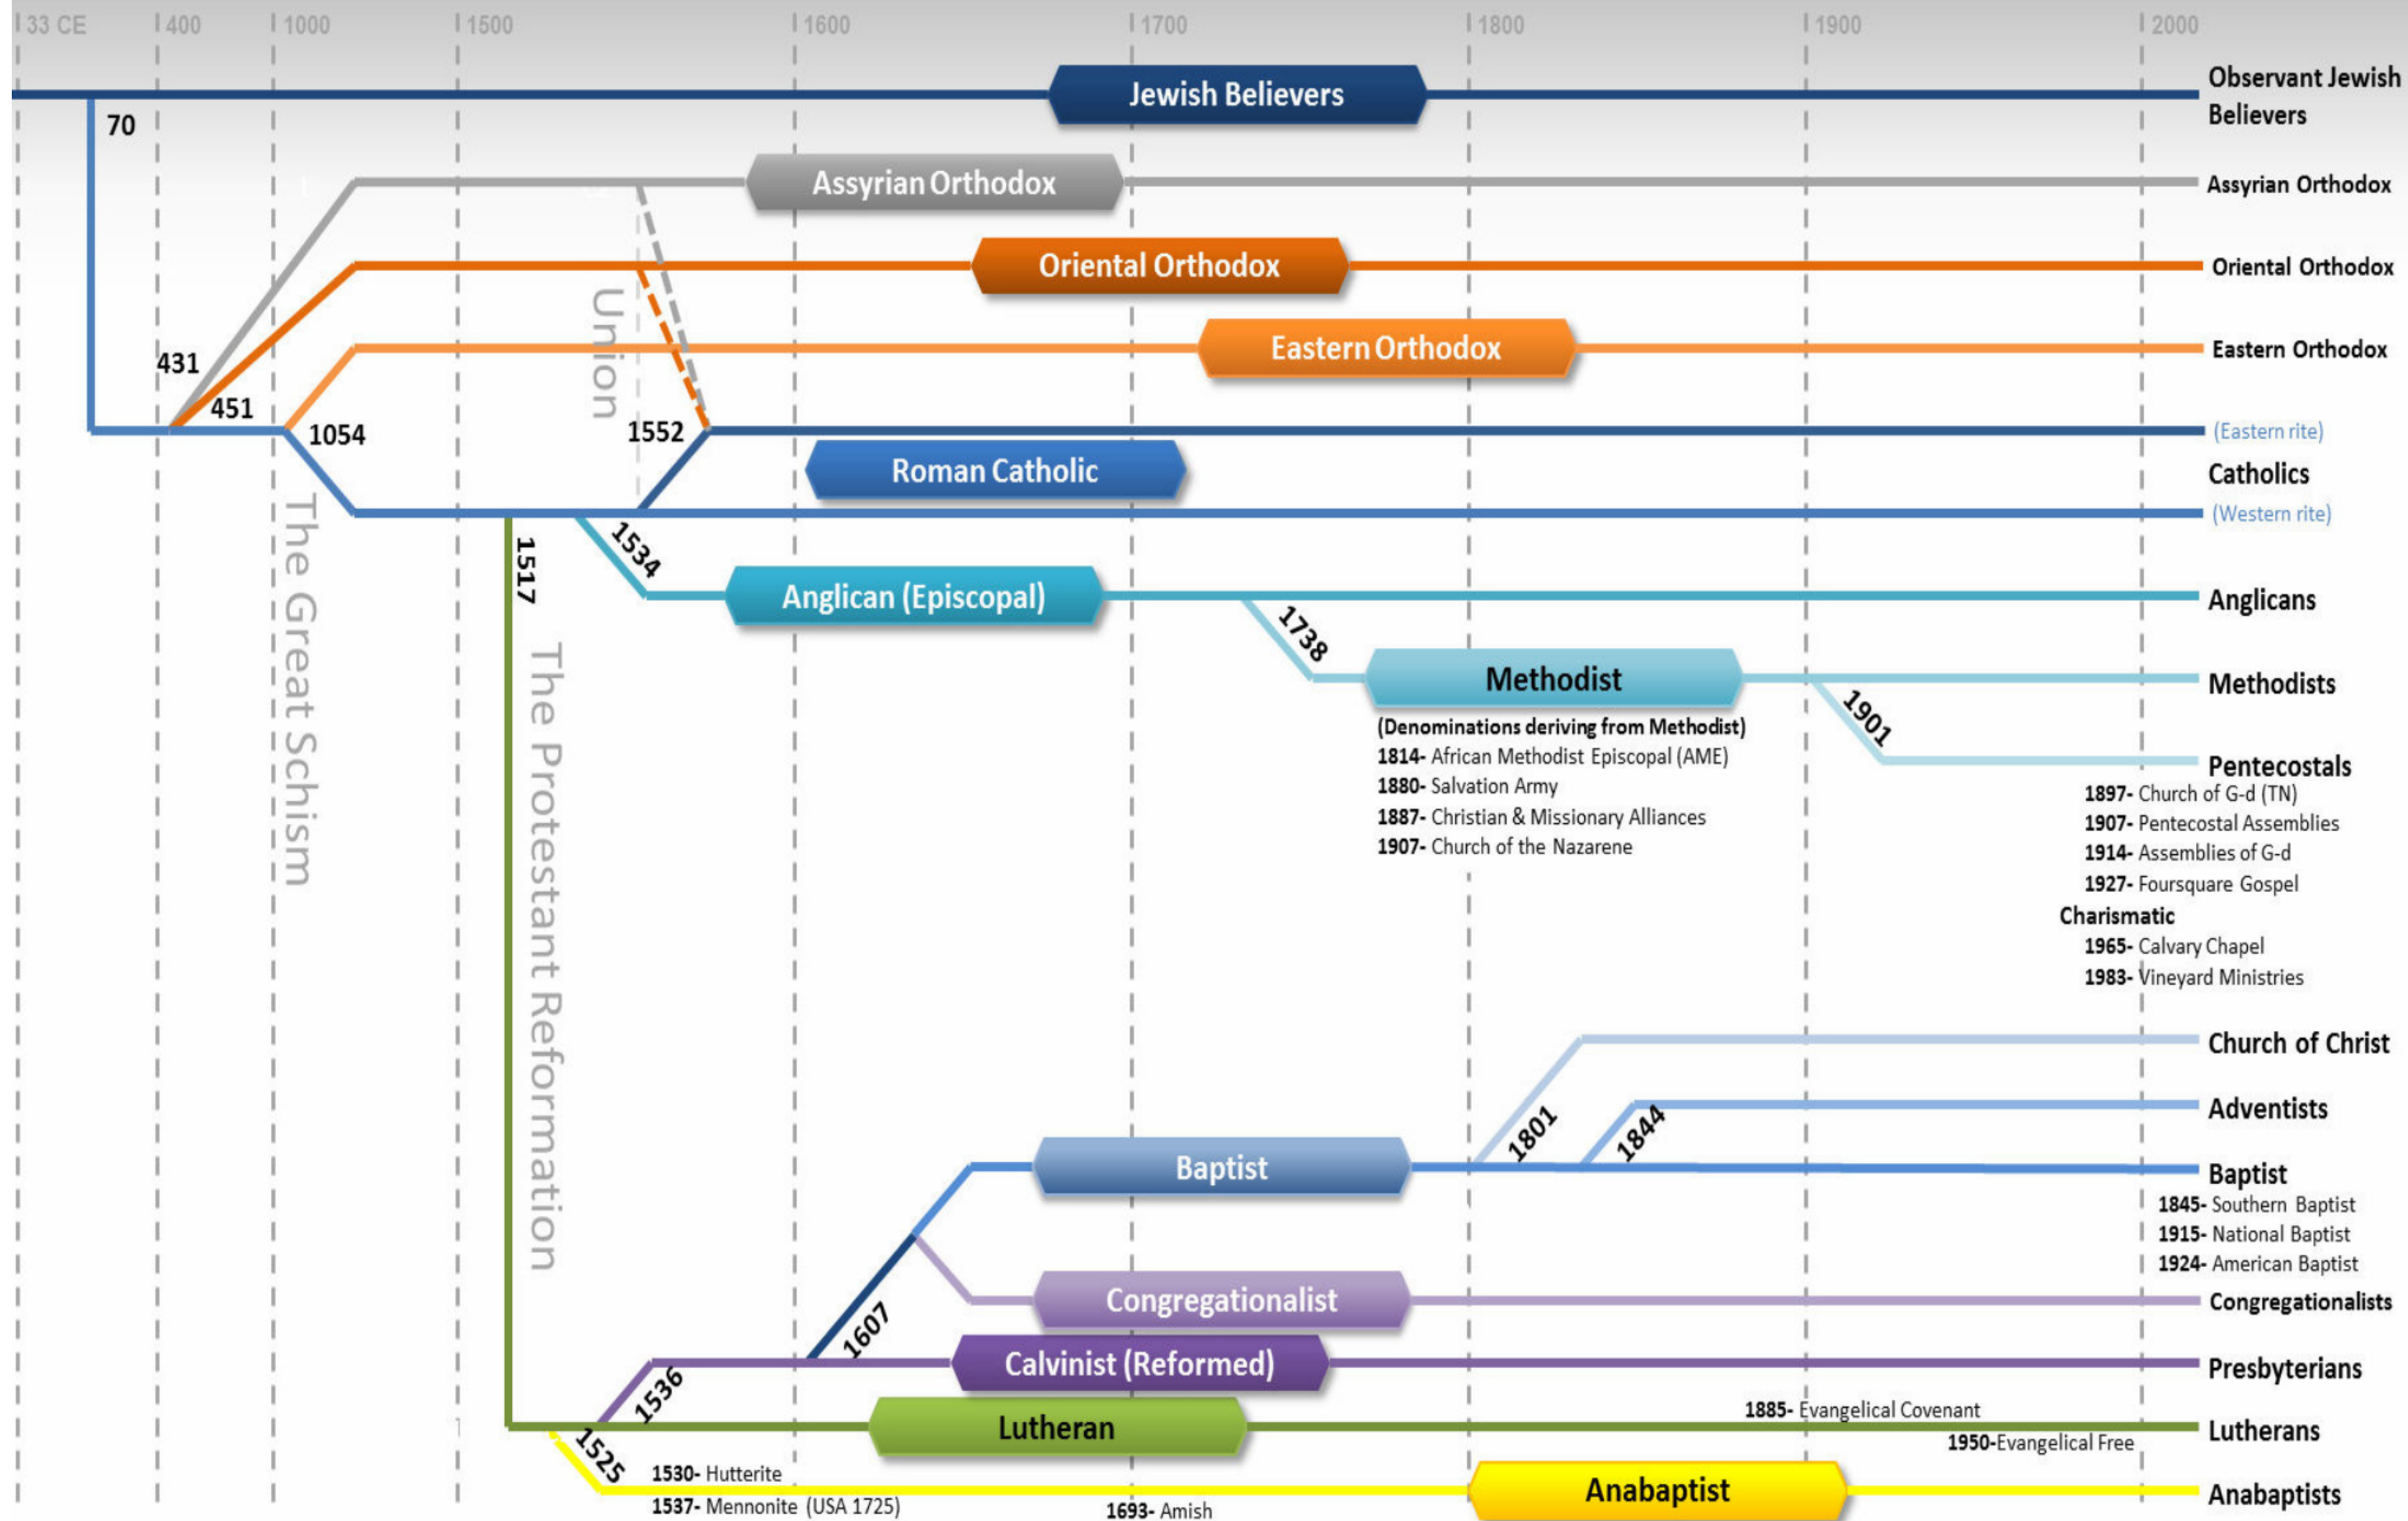 33 CE
400
1000
1500
1600
1700
1800
1900
2000
Jewish Believers
Observant Jewish
Believers
70
Assyrian Orthodox
Assyrian Orthodox
Oriental Orthodox
Oriental Orthodox
Union
Eastern Orthodox
Eastern Orthodox
431
451
1054
1552
(Eastern rite)
Roman Catholic
Catholics
(Western rite)
The Great Schism
1517
1534
Anglican (Episcopal)
Anglicans
The Protestant Reformation
1738
Methodist
Methodists
(Denominations deriving from Methodist)
1814- African Methodist Episcopal (AME)
1880- Salvation Army
1887- Christian & Missionary Alliances
1907- Church of the Nazarene
1901
Pentecostals
1897- Church of G-d (TN)
1907- Pentecostal Assemblies
1914- Assemblies of G-d
1927- Foursquare Gospel
Charismatic
1965- Calvary Chapel
1983- Vineyard Ministries
Church of Christ
1801
1844
Adventists
Baptist
Baptist
1845- Southern Baptist
1915- National Baptist
1924- American Baptist
Congregationalist
Congregationalists
1607
Calvinist (Reformed)
Presbyterians
1536
Lutheran
1885- Evangelical Covenant
Lutherans
1950-Evangelical Free
1525
1530- Hutterite
1537- Mennonite (USA 1725)
1693- Amish
Anabaptist
Anabaptists